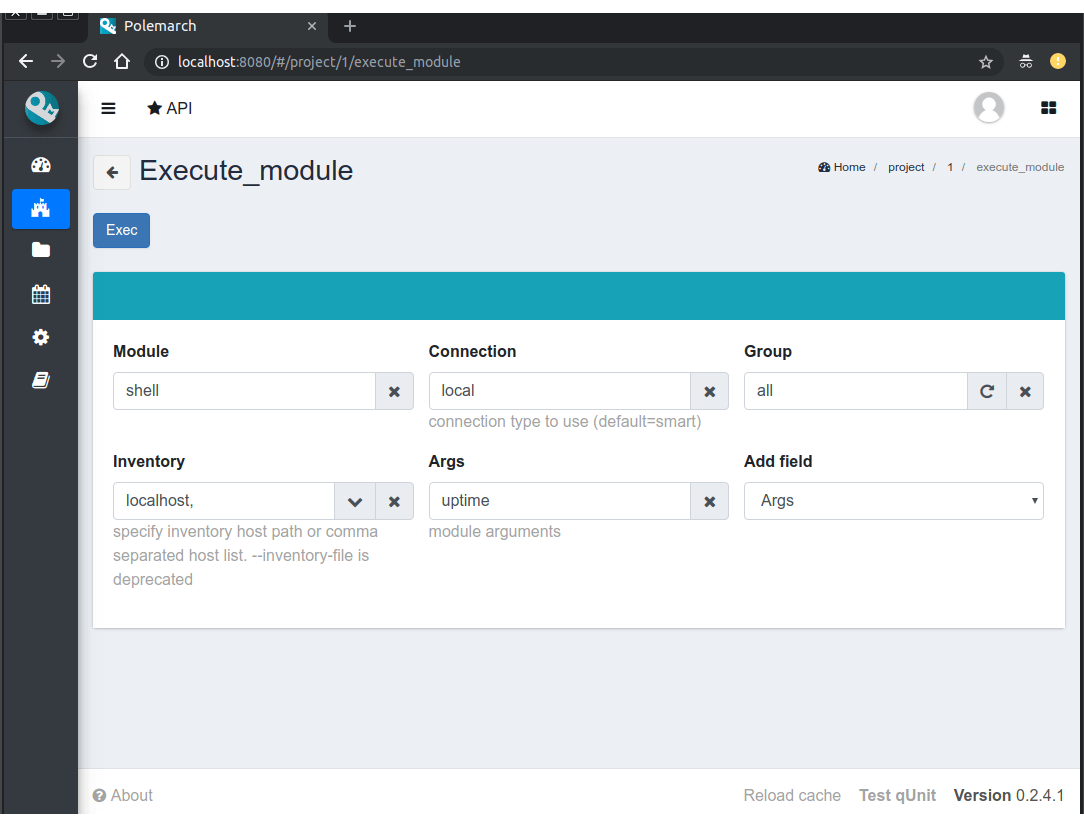 Polemarch
localhost:8080/#/project/1/execute_module
API
Execute_module
Home / project / 1 / execute_module
Exec
Module Connection Group
shell local all
connection type to use (default=smart)
Inventory Args Add field
localhost, uptime Args
specify inventory host path or comma module arguments
separated host list. --inventory-file is
deprecated
About Reload cache Test qUnit Version 0.2.4.1